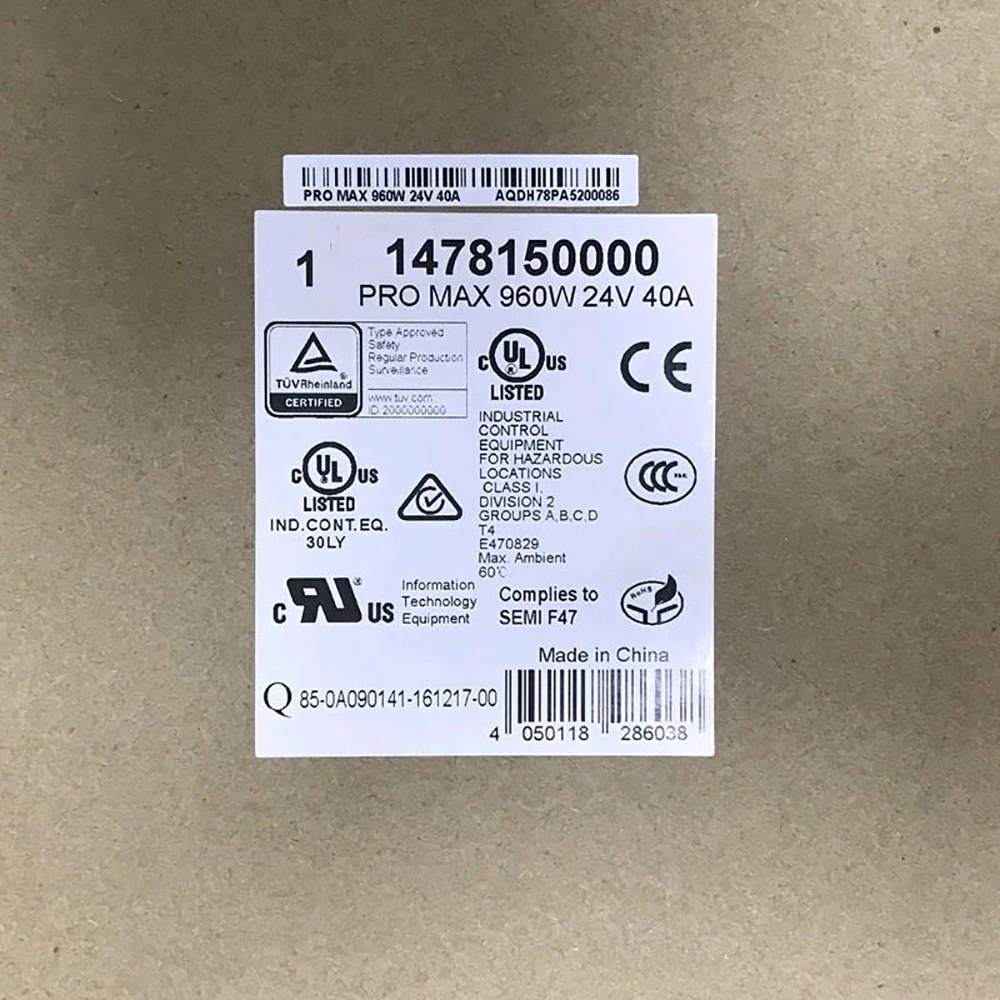 PRO MAX 960W 24V 40A AQDH78PA5200086
1 1478150000
PRO MAX 960W 24V 40A
TÜVRheinland ®
CERTIFIED
Type Approved
Safety
Regular Production
Surveillance
www.tuv.com
ID 2000000000
C UL US ®
LISTED
INDUSTRIAL
CONTROL
EQUIPMENT
FOR HAZARDOUS
LOCATIONS
CLASS I,
DIVISION 2
GROUPS A,B,C,D
T4
E470829
Max. Ambient
60℃
CE
C UL US ®
LISTED
IND.CONT.EQ.
30LY
CCC
C RU US ®
Information
Technology
Equipment
Complies to
SEMI F47
RoHS
Made in China
Q 85-0A090141-161217-00
4 050118 286038